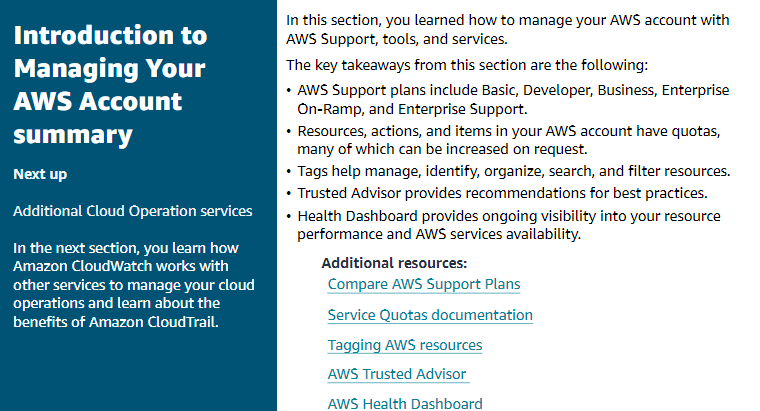 Introduction to
Managing Your
AWS Account
summary
Next up
Additional Cloud Operation services
In the next section, you learn how
Amazon CloudWatch works with
other services to manage your cloud
operations and learn about the
benefits of Amazon CloudTrail.
In this section, you learned how to manage your AWS account with
AWS Support, tools, and services.
The key takeaways from this section are the following:
• AWS Support plans include Basic, Developer, Business, Enterprise
On-Ramp, and Enterprise Support.
• Resources, actions, and items in your AWS account have quotas,
many of which can be increased on request.
• Tags help manage, identify, organize, search, and filter resources.
• Trusted Advisor provides recommendations for best practices.
• Health Dashboard provides ongoing visibility into your resource
performance and AWS services availability.
Additional resources:
Compare AWS Support Plans
Service Quotas documentation
Tagging AWS resources
AWS Trusted Advisor
AWS Health Dashboard